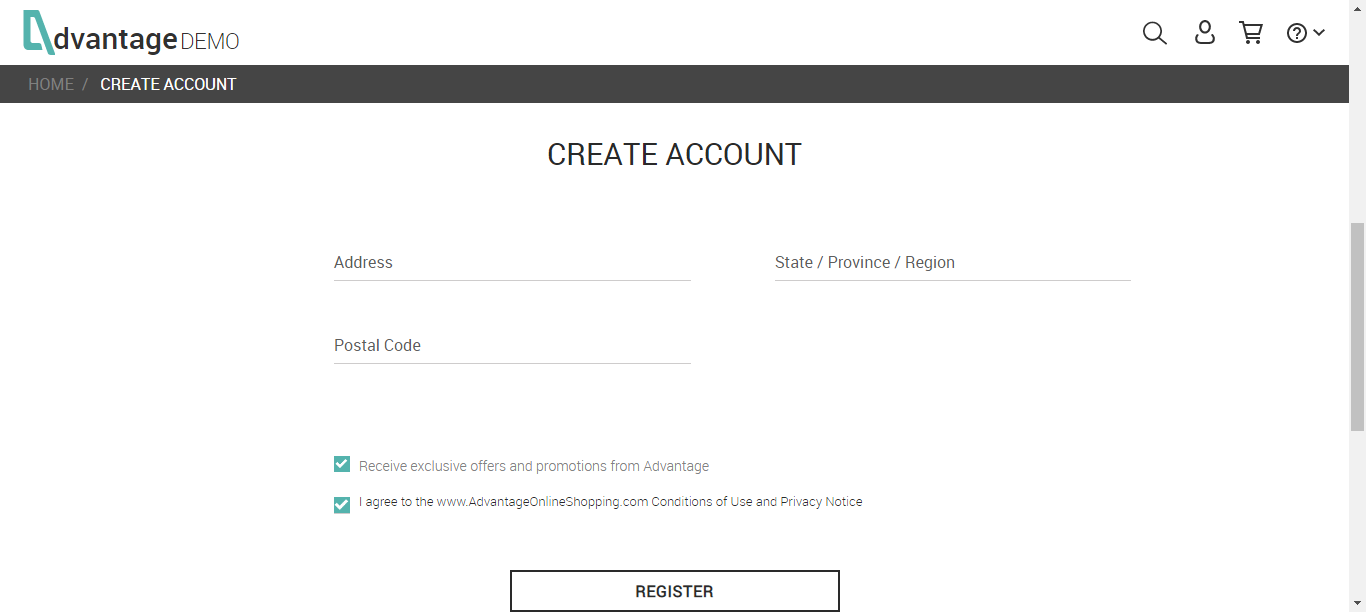 dvantage DEMO
HOME / CREATE ACCOUNT
CREATE ACCOUNT
Address
State / Province / Region
Postal Code
Receive exclusive offers and promotions from Advantage
I agree to the www.AdvantageOnlineShopping.com Conditions of Use and Privacy Notice
REGISTER